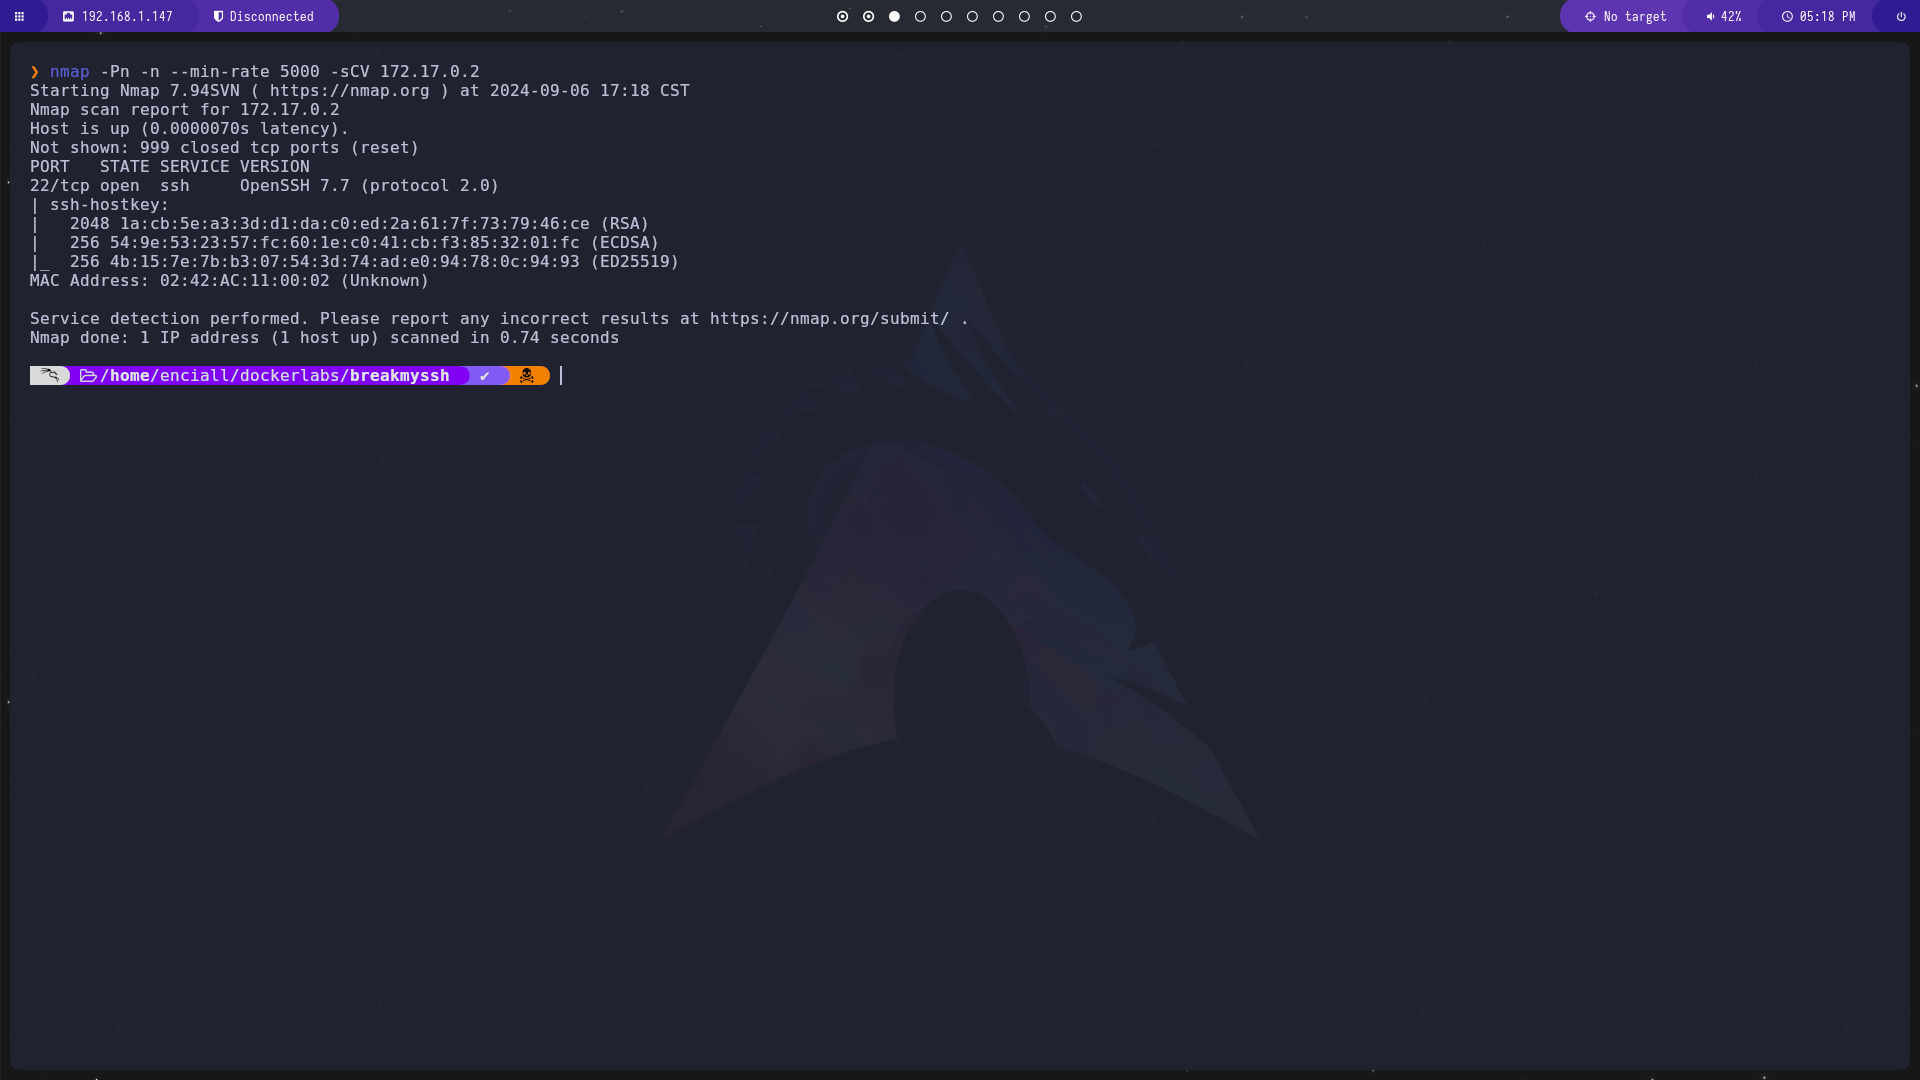 192.168.1.147 Disconnected No target 42% 05:18 PM
❯ nmap -Pn -n --min-rate 5000 -sCV 172.17.0.2
Starting Nmap 7.94SVN ( https://nmap.org ) at 2024-09-06 17:18 CST
Nmap scan report for 172.17.0.2
Host is up (0.0000070s latency).
Not shown: 999 closed tcp ports (reset)
PORT   STATE SERVICE VERSION
22/tcp open  ssh     OpenSSH 7.7 (protocol 2.0)
| ssh-hostkey:
|   2048 1a:cb:5e:a3:3d:d1:da:c0:ed:2a:61:7f:73:79:46:ce (RSA)
|   256 54:9e:53:23:57:fc:60:1e:c0:41:cb:f3:85:32:01:fc (ECDSA)
|_  256 4b:15:7e:7b:b3:07:54:3d:74:ad:e0:94:78:0c:94:93 (ED25519)
MAC Address: 02:42:AC:11:00:02 (Unknown)
Service detection performed. Please report any incorrect results at https://nmap.org/submit/ .
Nmap done: 1 IP address (1 host up) scanned in 0.74 seconds
/home/enciall/dockerlabs/breakmyssh ✔